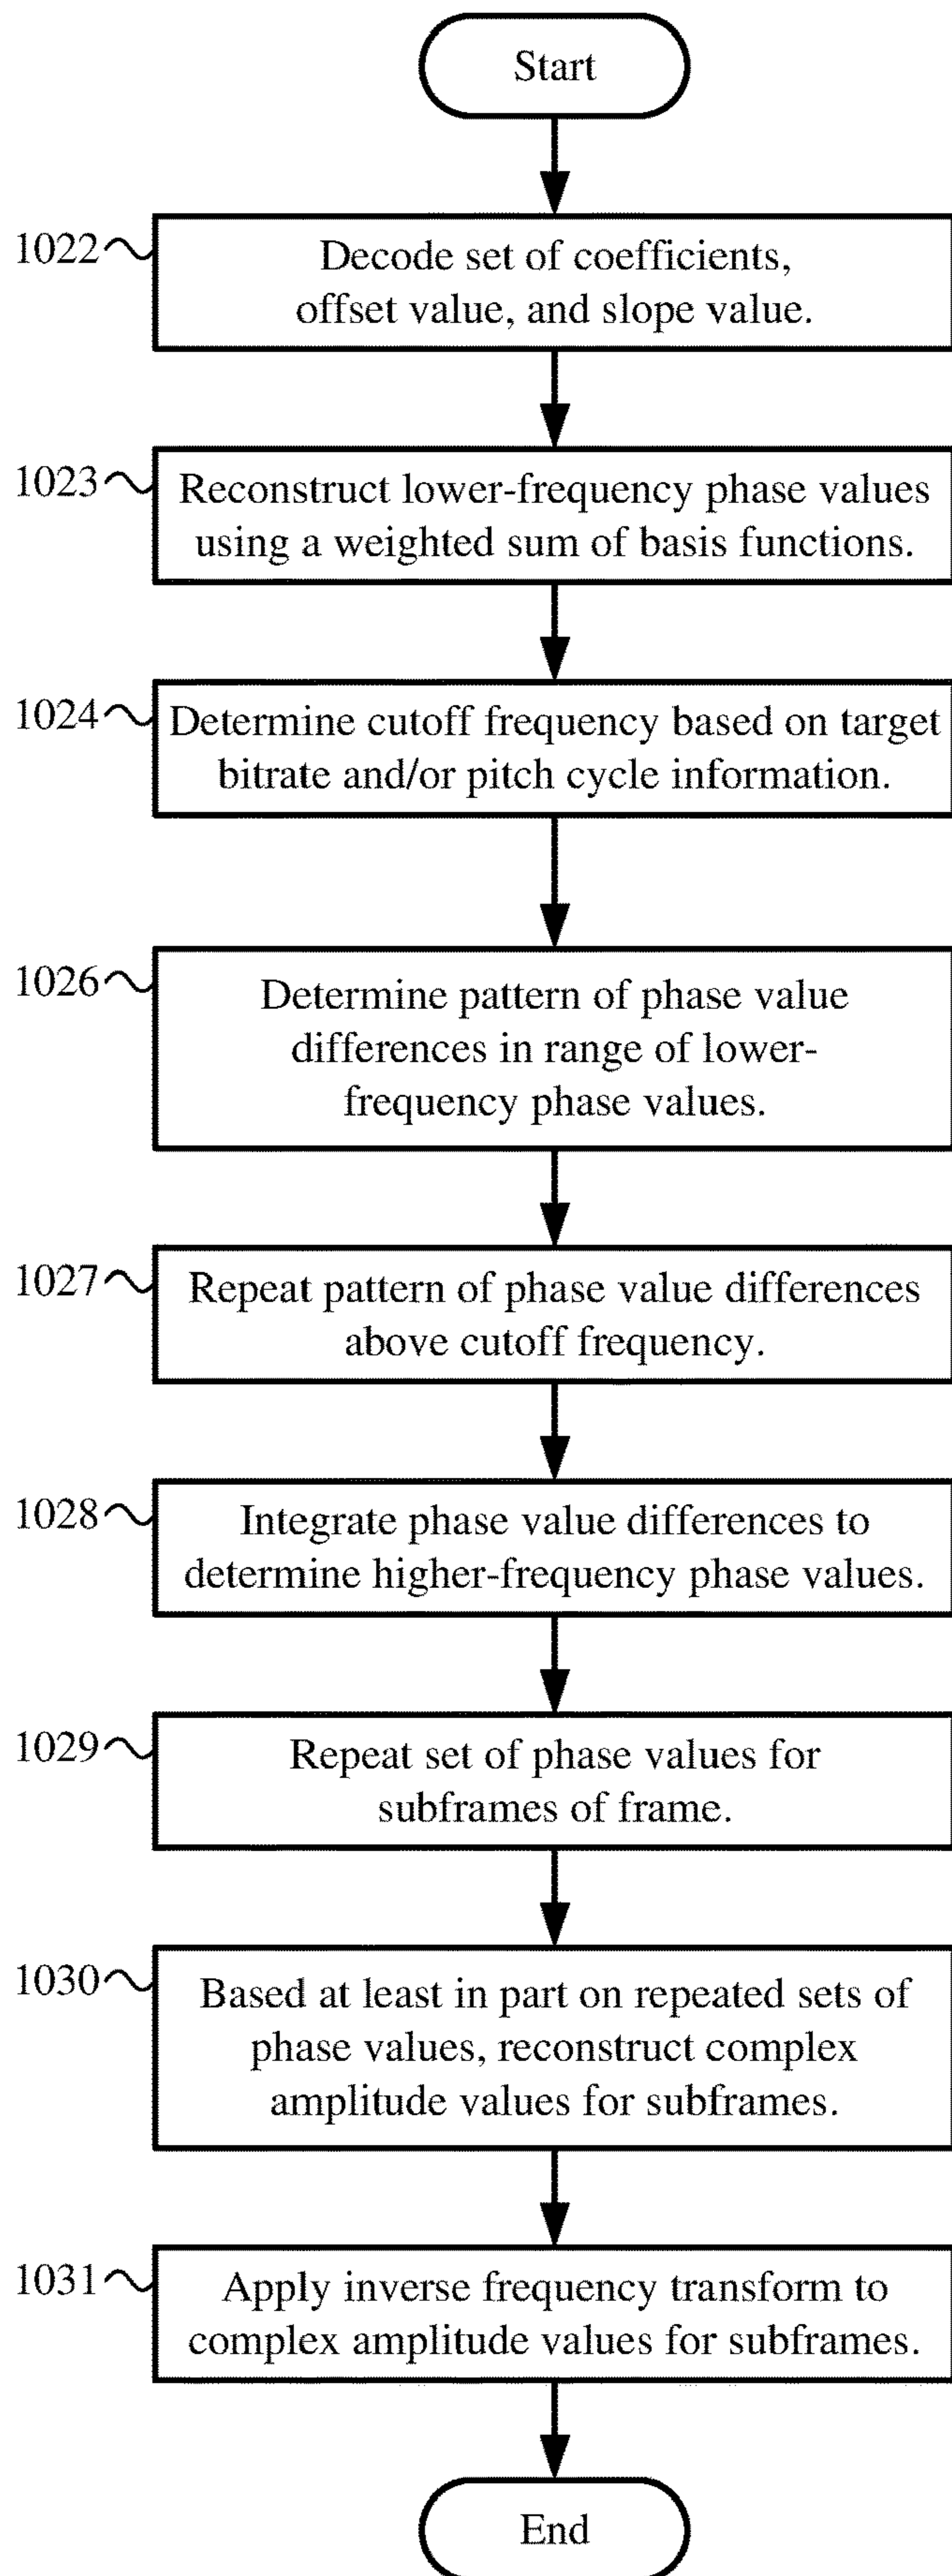 Start
1022
Decode set of coefficients,
offset value, and slope value.
1023
Reconstruct lower-frequency phase values
using a weighted sum of basis functions.
1024
Determine cutoff frequency based on target
bitrate and/or pitch cycle information.
1026
Determine pattern of phase value
differences in range of lower-
frequency phase values.
1027
Repeat pattern of phase value differences
above cutoff frequency.
1028
Integrate phase value differences to
determine higher-frequency phase values.
1029
Repeat set of phase values for
subframes of frame.
1030
Based at least in part on repeated sets of
phase values, reconstruct complex
amplitude values for subframes.
1031
Apply inverse frequency transform to
complex amplitude values for subframes.
End